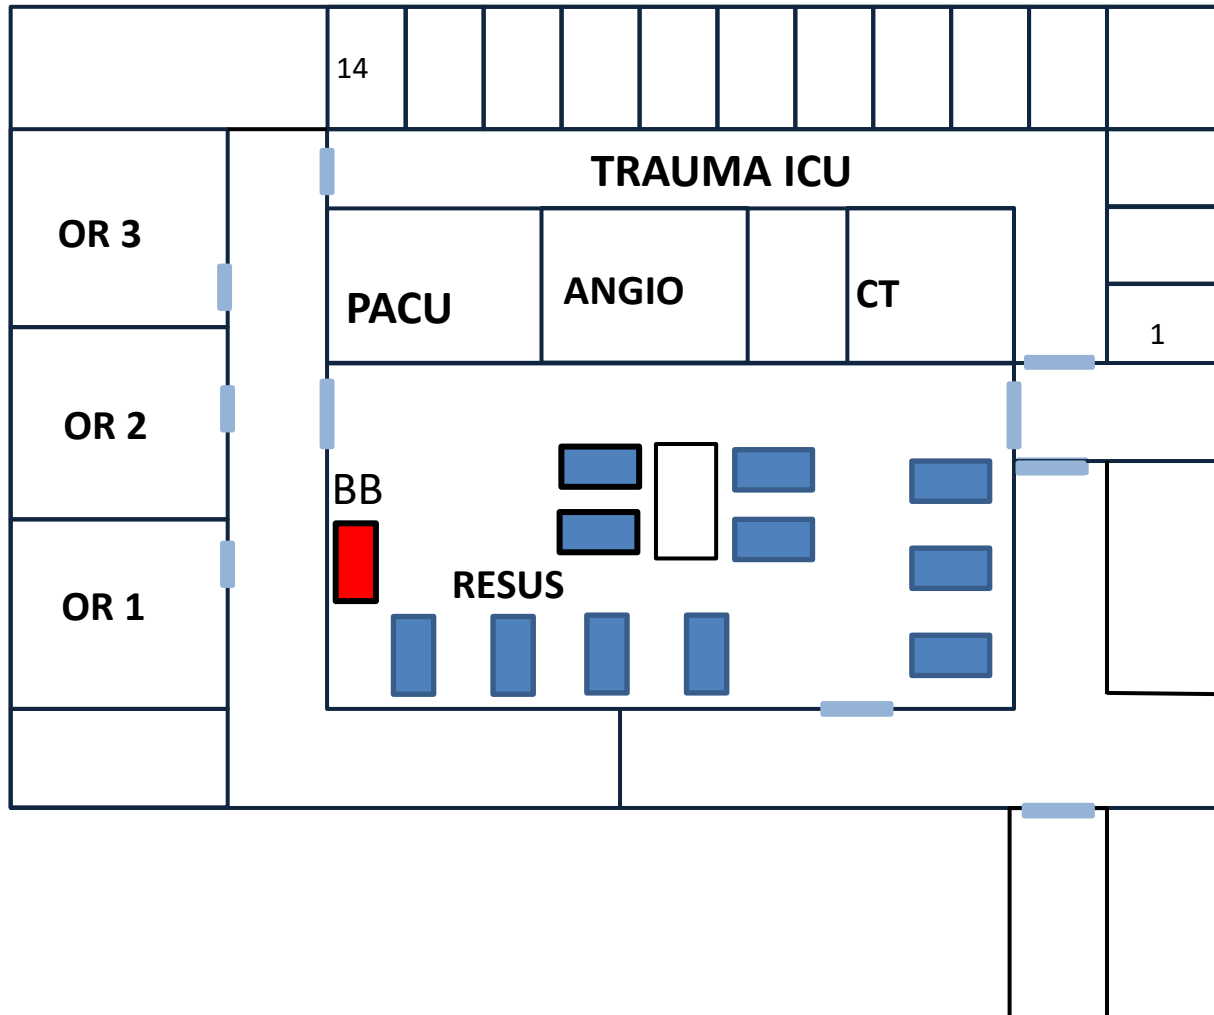 14
TRAUMA ICU
OR 3
PACU
ANGIO
CT
1
OR 2
BB
RESUS
OR 1